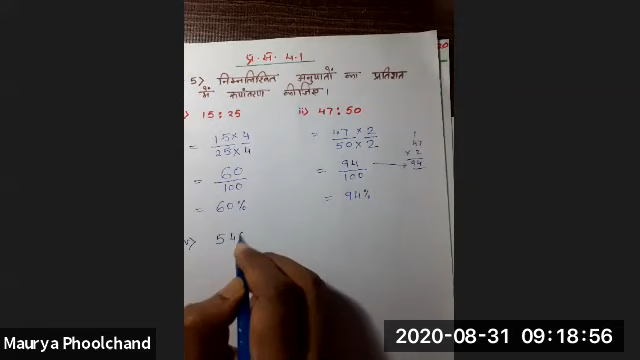 प्र. सं. 4.1
5> निम्नलिखित अनुपातों का प्रतिशत
में रूपांतरण कीजिए।
) 15 : 25
ii) 47 : 50
= 15 × 4 / 25 × 4
= 47 × 2 / 50 × 2
= 60 / 100
= 94 / 100
1
47
× 2
94
= 60%
= 94%
54
Maurya Phoolchand
2020-08-31 09:18:56